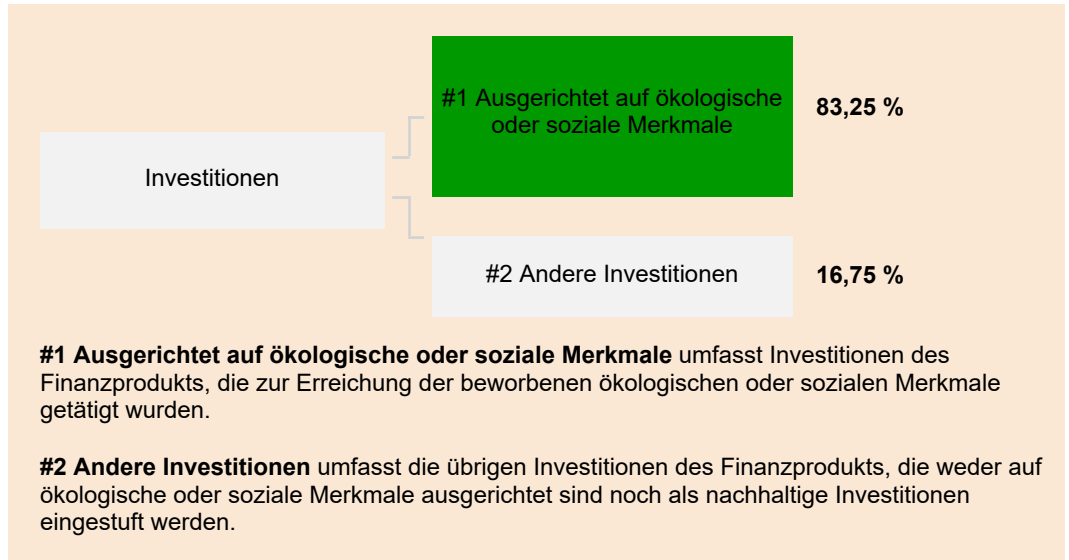 #1 Ausgerichtet auf ökologische
oder soziale Merkmale
83,25 %
Investitionen
#2 Andere Investitionen
16,75 %
#1 Ausgerichtet auf ökologische oder soziale Merkmale umfasst Investitionen des
Finanzprodukts, die zur Erreichung der beworbenen ökologischen oder sozialen Merkmale
getätigt wurden.
#2 Andere Investitionen umfasst die übrigen Investitionen des Finanzprodukts, die weder auf
ökologische oder soziale Merkmale ausgerichtet sind noch als nachhaltige Investitionen
eingestuft werden.